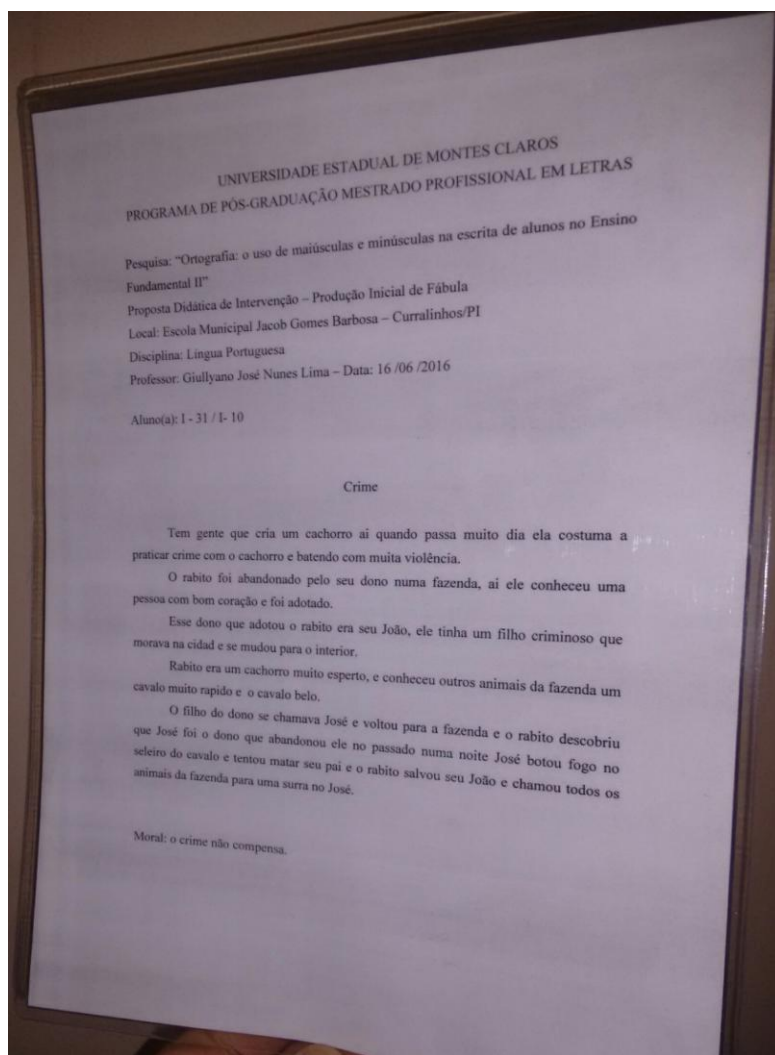 UNIVERSIDADE ESTADUAL DE MONTES CLAROS
PROGRAMA DE PÓS-GRADUAÇÃO MESTRADO PROFISSIONAL EM LETRAS
Pesquisa: “Ortografia: o uso de maiúsculas e minúsculas na escrita de alunos no Ensino
Fundamental II”
Proposta Didática de Intervenção – Produção Inicial de Fábula
Local: Escola Municipal Jacob Gomes Barbosa – Curralinhos/PI
Disciplina: Língua Portuguesa
Professor: Giullyano José Nunes Lima – Data: 16 /06 /2016
Aluno(a): I - 31 / I- 10
Crime
Tem gente que cria um cachorro ai quando passa muito dia ela costuma a
praticar crime com o cachorro e batendo com muita violência.
O rabito foi abandonado pelo seu dono numa fazenda, ai ele conheceu uma
pessoa com bom coração e foi adotado.
Esse dono que adotou o rabito era seu João, ele tinha um filho criminoso que
morava na cidad e se mudou para o interior.
Rabito era um cachorro muito esperto, e conheceu outros animais da fazenda um
cavalo muito rapido e o cavalo belo.
O filho do dono se chamava José e voltou para a fazenda e o rabito descobriu
que José foi o dono que abandonou ele no passado numa noite José botou fogo no
seleiro do cavalo e tentou matar seu pai e o rabito salvou seu João e chamou todos os
animais da fazenda para uma surra no José.
Moral: o crime não compensa.